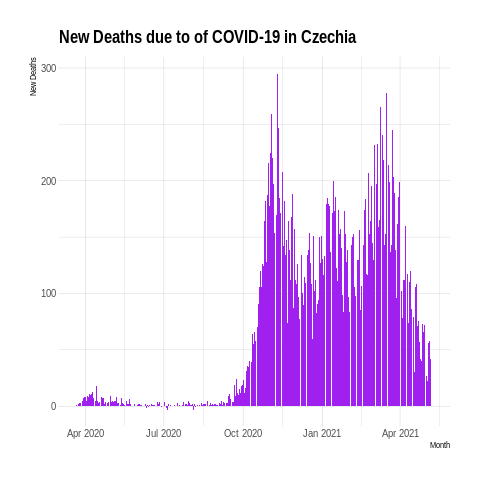 New Deaths due to of COVID-19 in Czechia
New Deaths
300
200
100
0
Apr 2020 Jul 2020 Oct 2020 Jan 2021 Apr 2021
Month